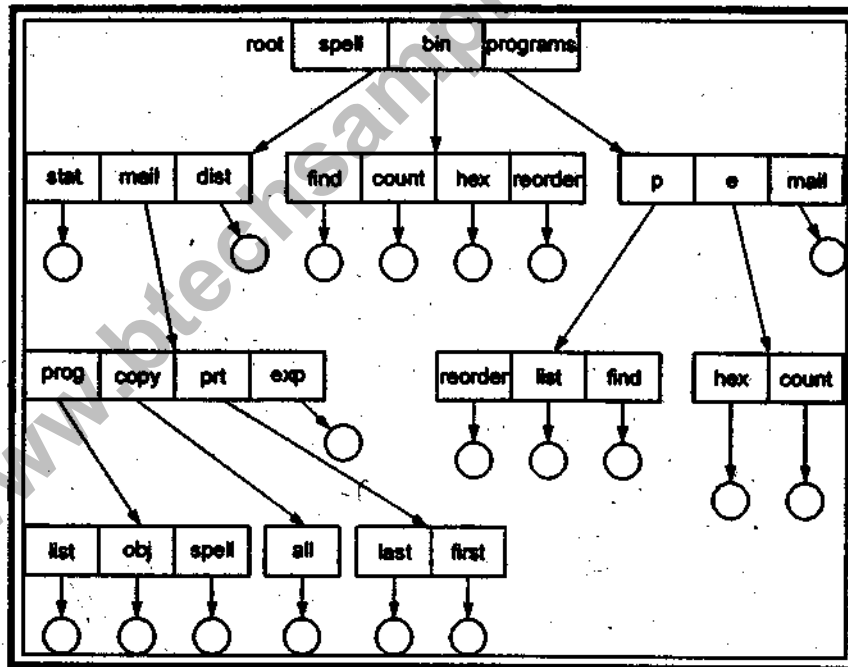 root spell bin programs
stat mail dist find count hex reorder p e mail
prog copy prt exp reorder list find hex count
list obj spell all last first
www.btechsampl